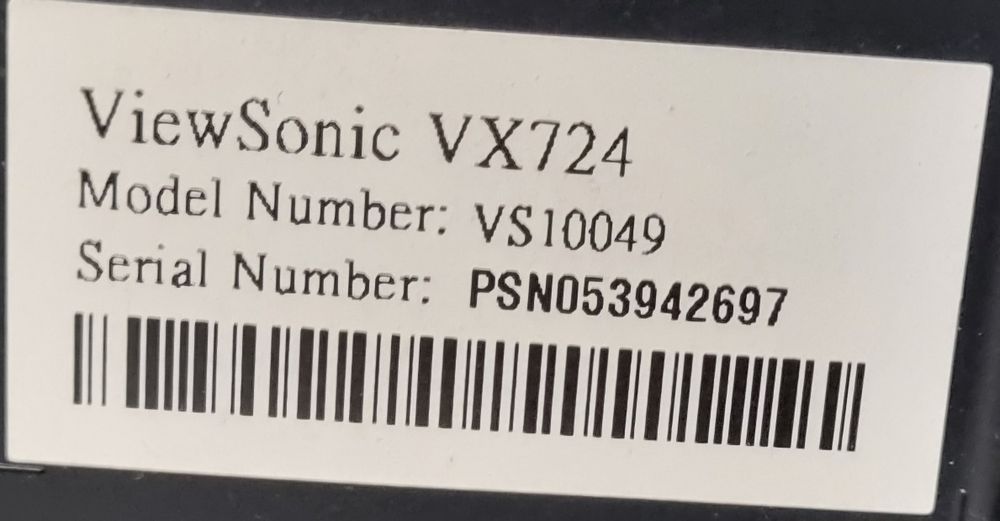 ViewSonic VX724
Model Number: VS10049
Serial Number: PSN053942697